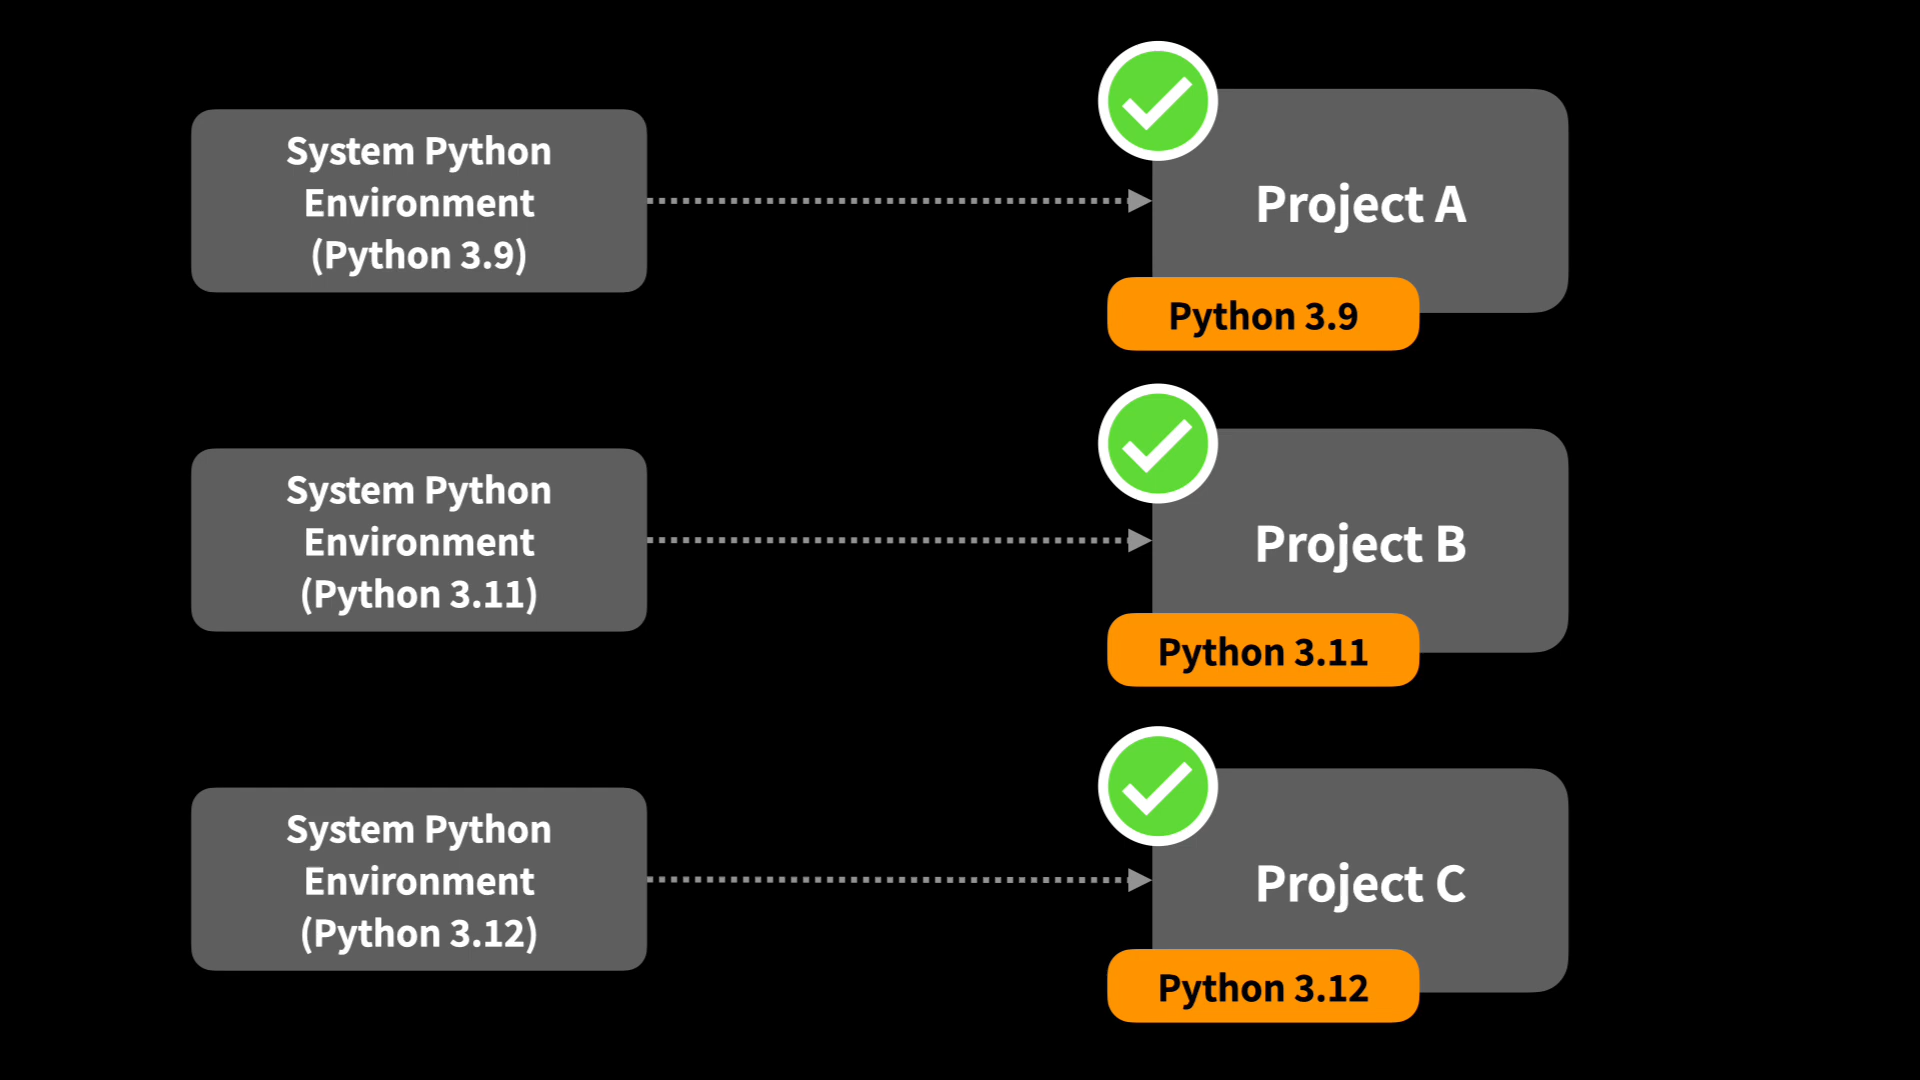 System Python
Environment
(Python 3.9)
Project A
Python 3.9
System Python
Environment
(Python 3.11)
Project B
Python 3.11
System Python
Environment
(Python 3.12)
Project C
Python 3.12